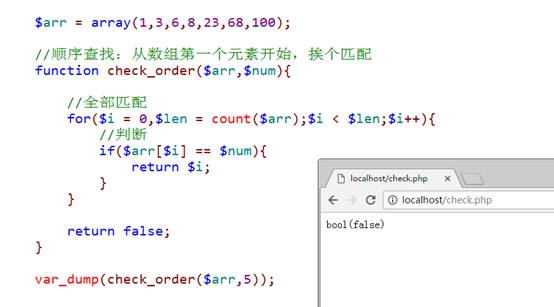 $arr = array(1,3,6,8,23,68,100);
//顺序查找：从数组第一个元素开始，挨个匹配
function check_order($arr,$num){
//全部匹配
for($i = 0,$len = count($arr);$i < $len;$i++){
//判断
if($arr[$i] == $num){
return $i;
}
}
return false;
}
var_dump(check_order($arr,5));
localhost/check.php
localhost/check.php
bool(false)